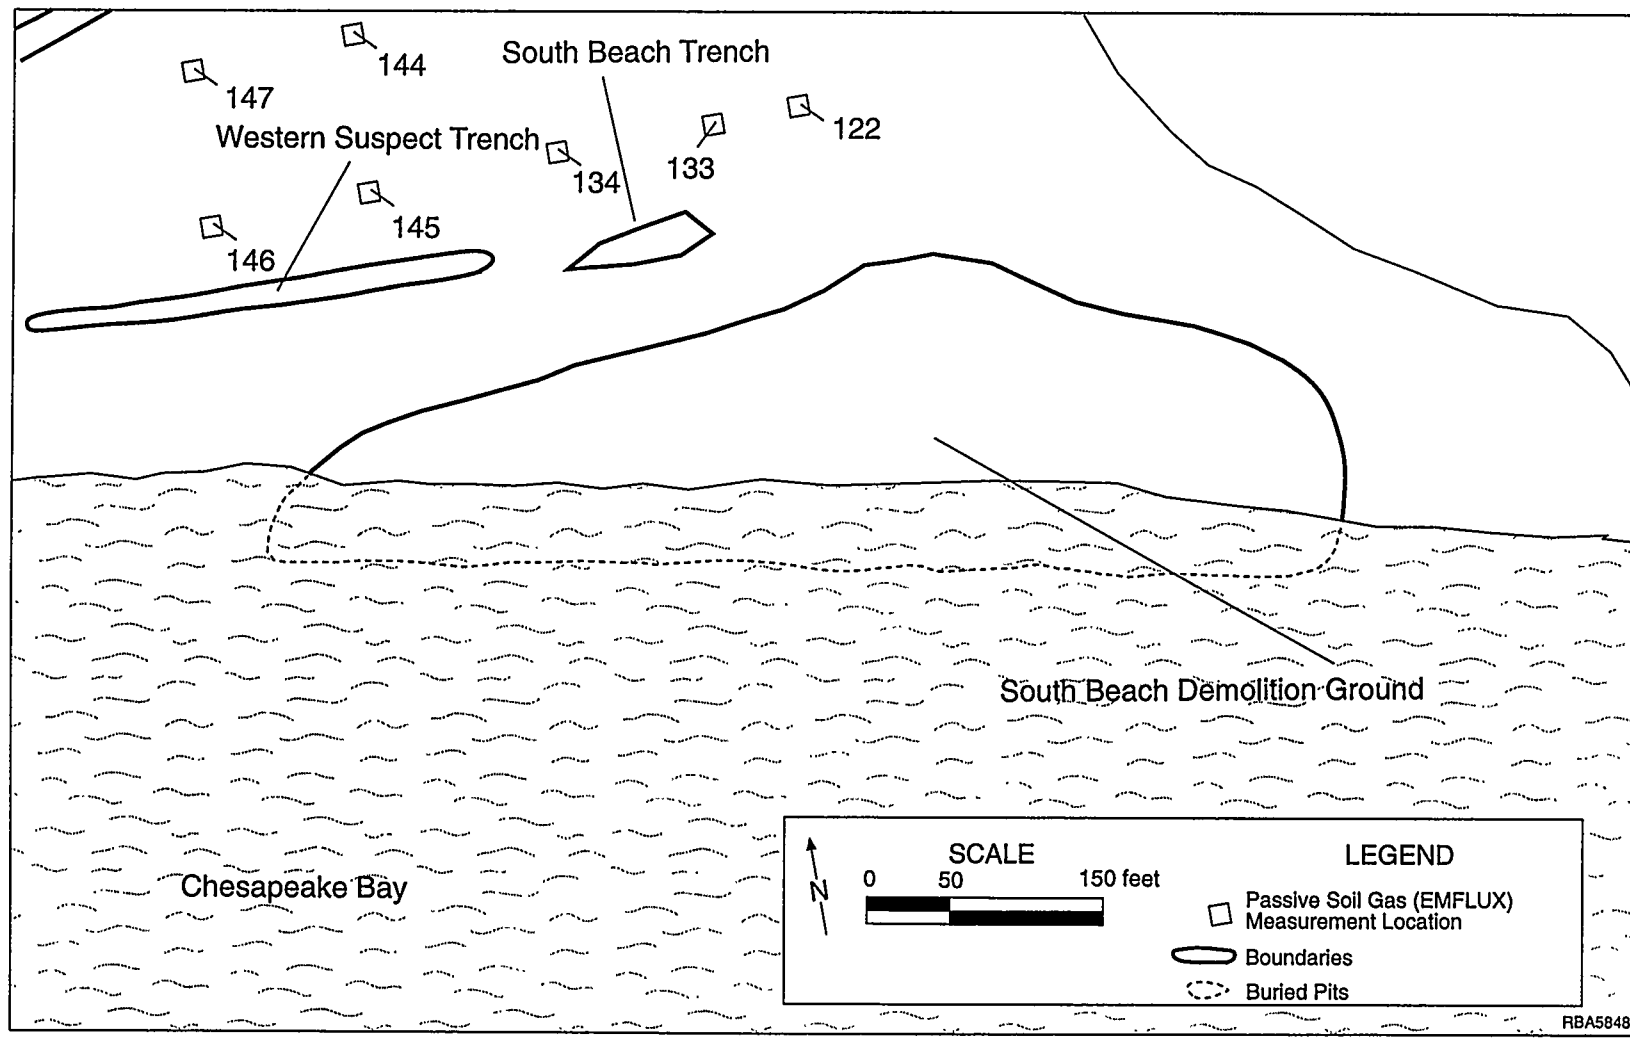 144
South Beach Trench
147
122
Western Suspect Trench
134
133
145
146
South Beach Demolition Ground
Chesapeake Bay
N
SCALE
0 50 150 feet
LEGEND
Passive Soil Gas (EMFLUX)
Measurement Location
Boundaries
Buried Pits
RBA5848